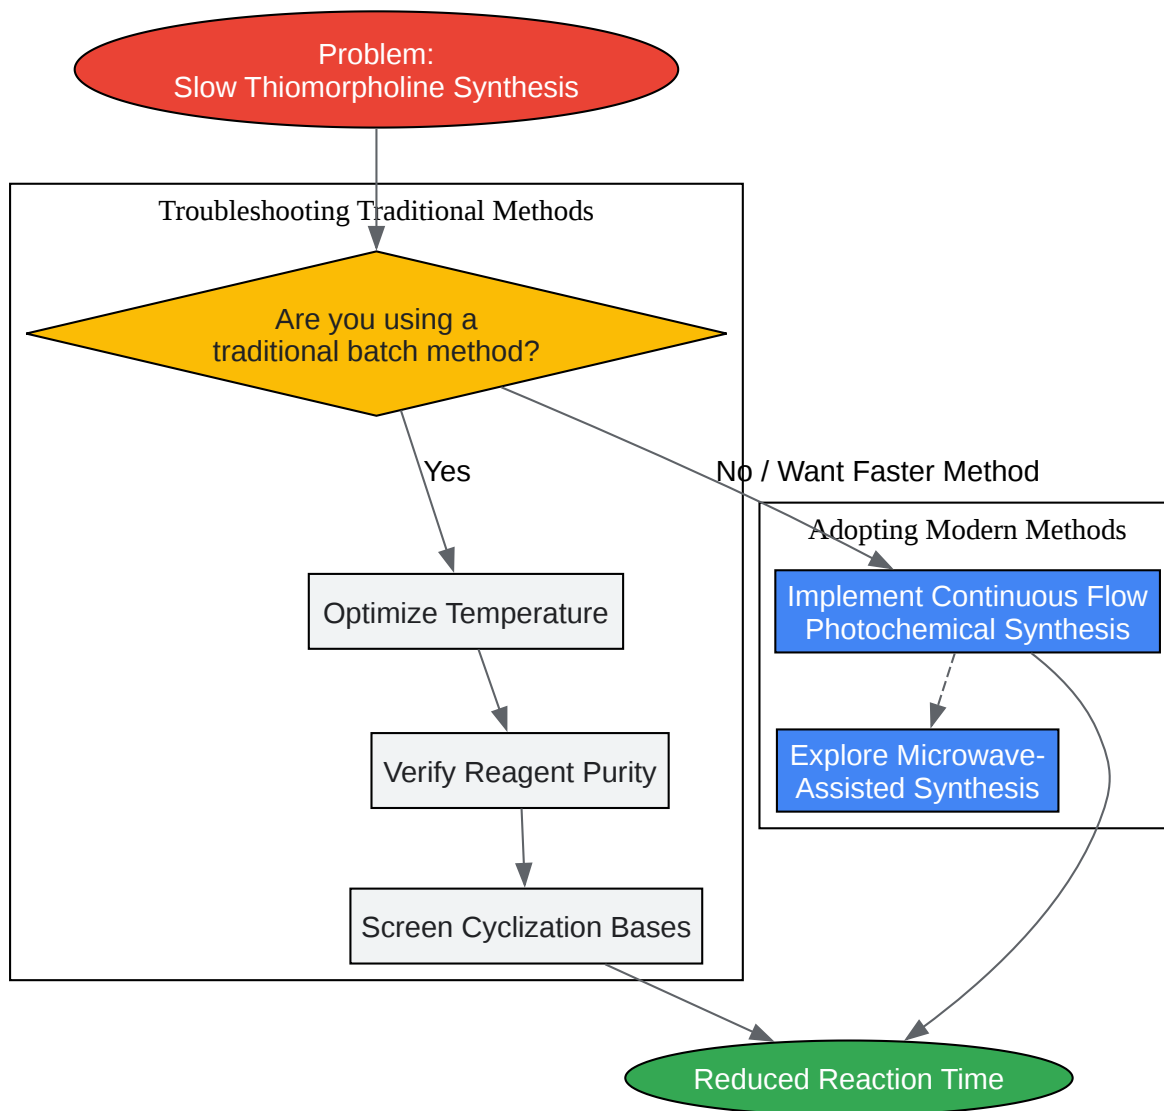 Problem:
Slow Thiomorpholine Synthesis
Troubleshooting Traditional Methods
Are you using a
traditional batch method?
Yes
No / Want Faster Method
Adopting Modern Methods
Optimize Temperature
Implement Continuous Flow
Photochemical Synthesis
Verify Reagent Purity
Explore Microwave-
Assisted Synthesis
Screen Cyclization Bases
Reduced Reaction Time